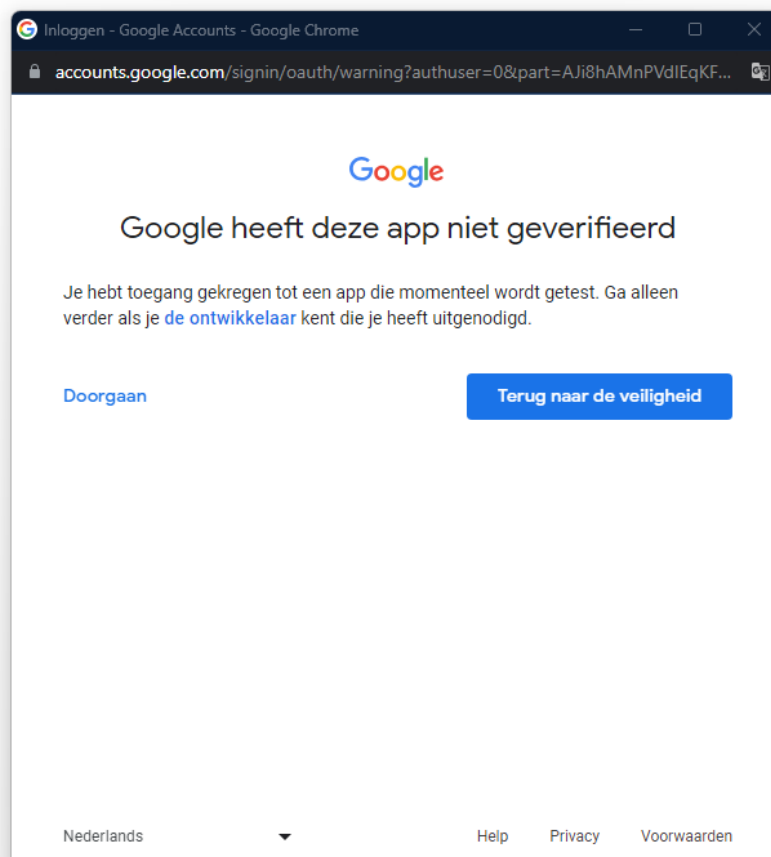 Inloggen - Google Accounts - Google Chrome
accounts.google.com/signin/oauth/warning?authuser=0&part=AJi8hAMnPVdIEqKF...
Google
Google heeft deze app niet geverifieerd
Je hebt toegang gekregen tot een app die momenteel wordt getest. Ga alleen
verder als je de ontwikkelaar kent die je heeft uitgenodigd.
Doorgaan
Terug naar de veiligheid
Nederlands
Help Privacy Voorwaarden